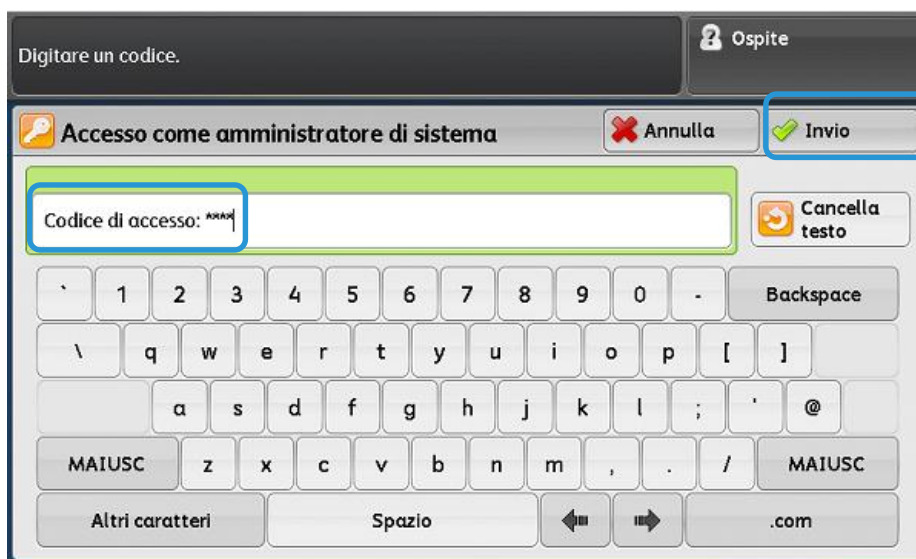 Digitare un codice.
Ospite
Accesso come amministratore di sistema
Annulla
Invio
Codice di accesso: ****
Cancella
testo
` 1 2 3 4 5 6 7 8 9 0 - Backspace
\ q w e r t y u i o p [ ]
a s d f g h j k l ; ' @
MAIUSC z x c v b n m , . / MAIUSC
Altri caratteri Spazio .com